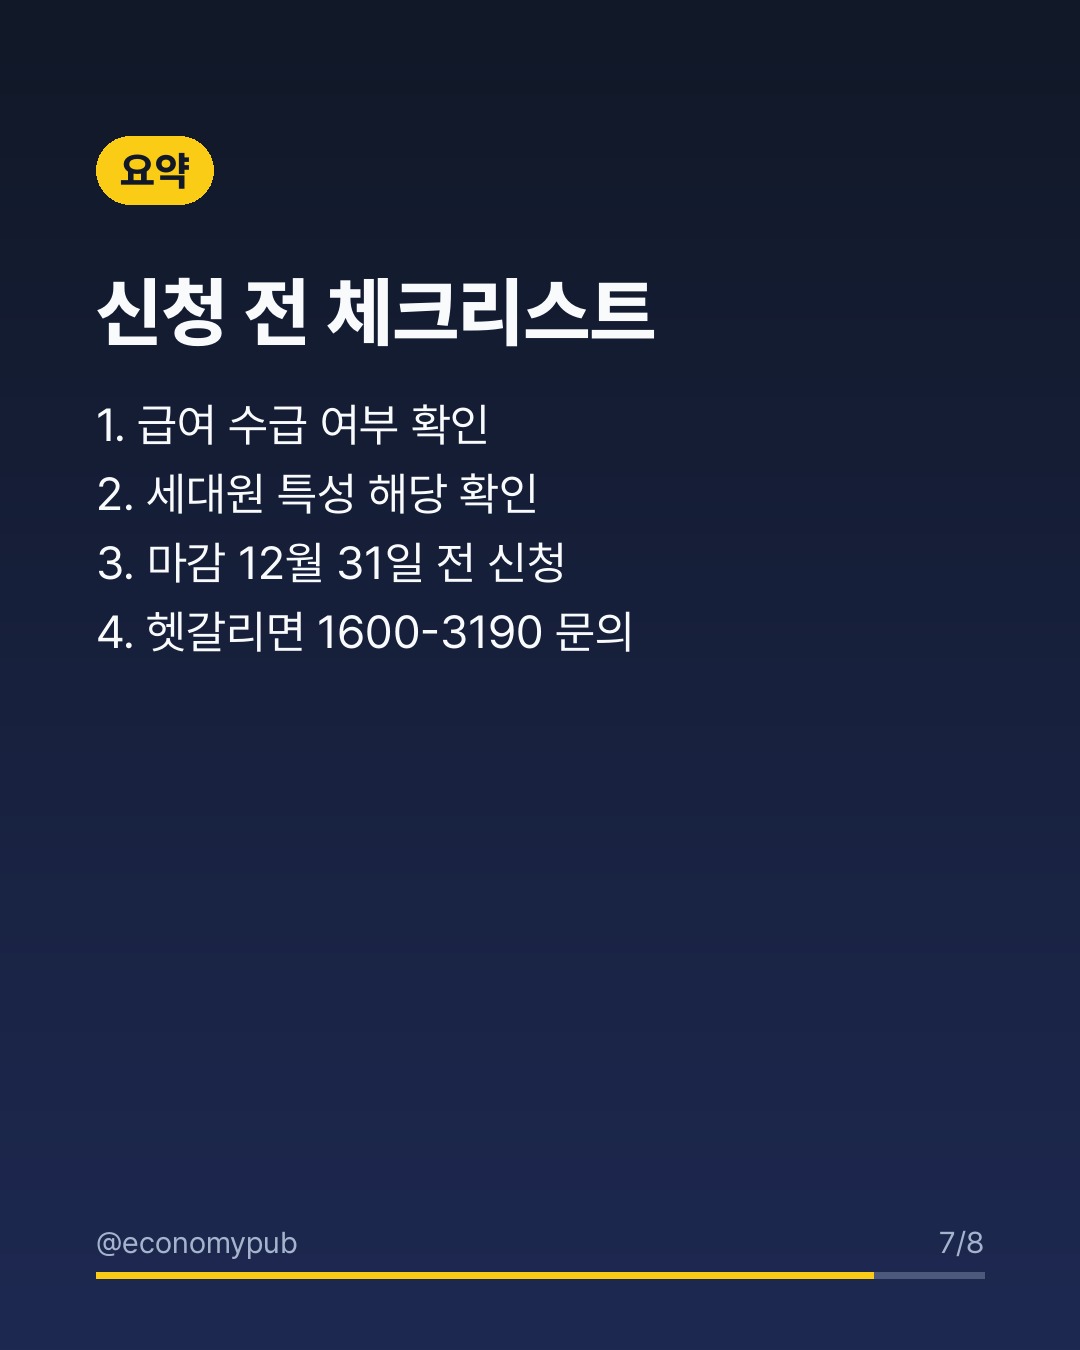 요약
신청 전 체크리스트
1. 급여 수급 여부 확인
2. 세대원 특성 해당 확인
3. 마감 12월 31일 전 신청
4. 헷갈리면 1600-3190 문의
@economypub
7/8